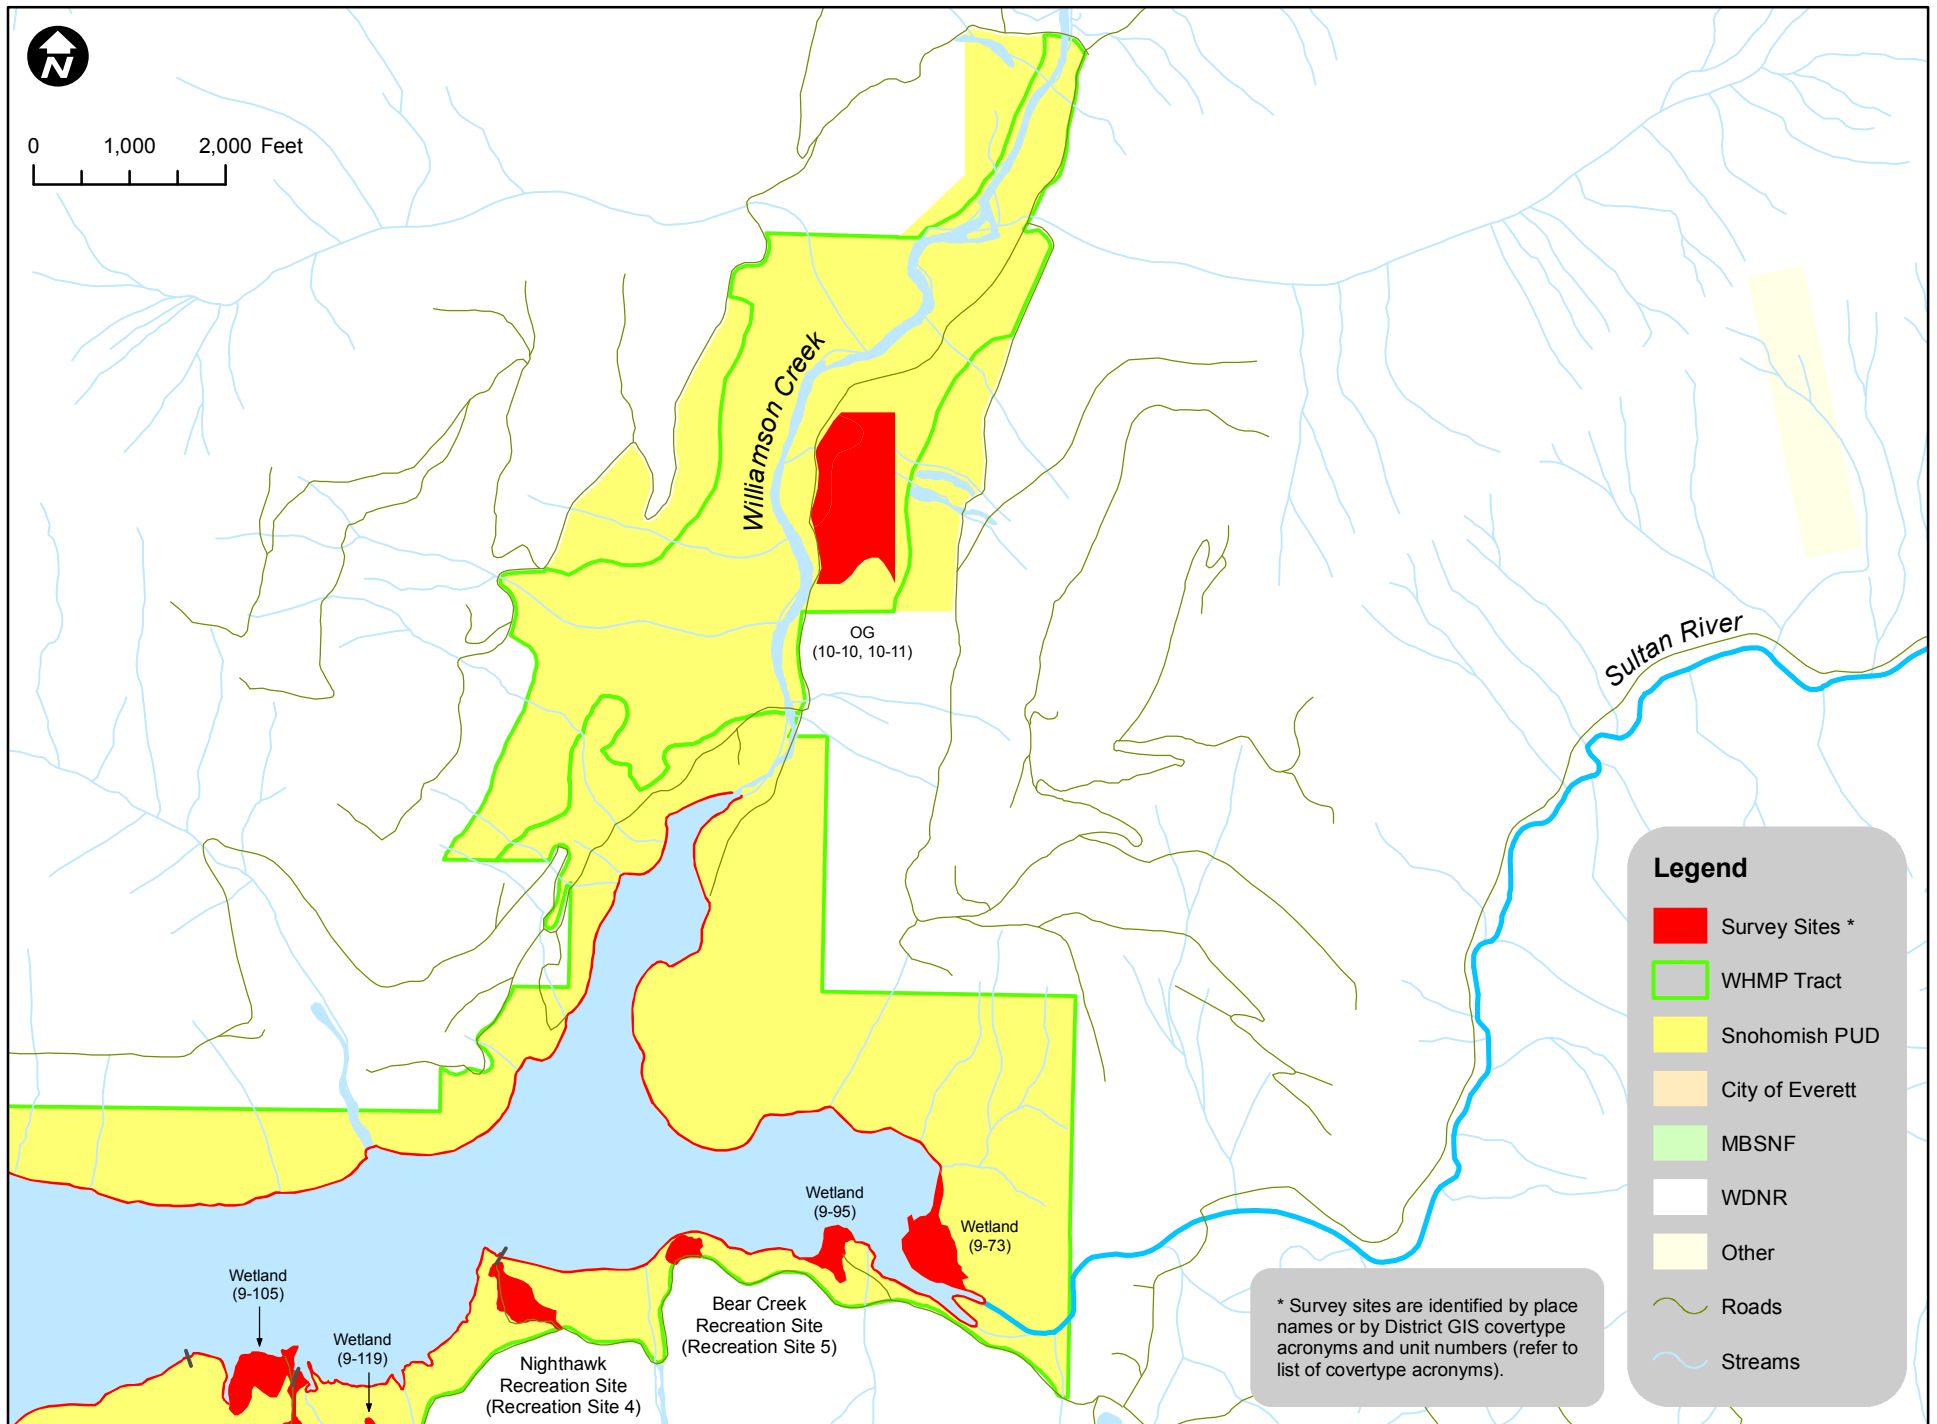 N
0 1,000 2,000 Feet
Williamson Creek
OG
(10-10, 10-11)
Sultan River
Wetland
(9-95)
Wetland
(9-73)
Wetland
(9-105)
Wetland
(9-119)
Bear Creek
Recreation Site
(Recreation Site 5)
Nighthawk
Recreation Site
(Recreation Site 4)
Legend
Survey Sites *
WHMP Tract
Snohomish PUD
City of Everett
MBSNF
WDNR
Other
Roads
Streams
* Survey sites are identified by place
names or by District GIS covertype
acronyms and unit numbers (refer to
list of covertype acronyms).